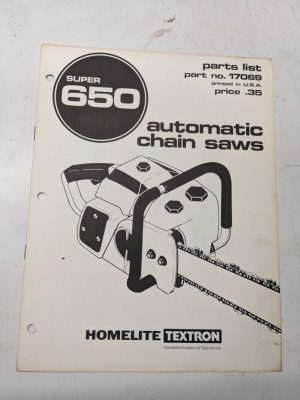 SUPER
650
parts list
part no. 17069
printed in U.S.A.
price .35
automatic
chain saws
HOMELITE TEXTRON
Homelite Division of Textron Inc.